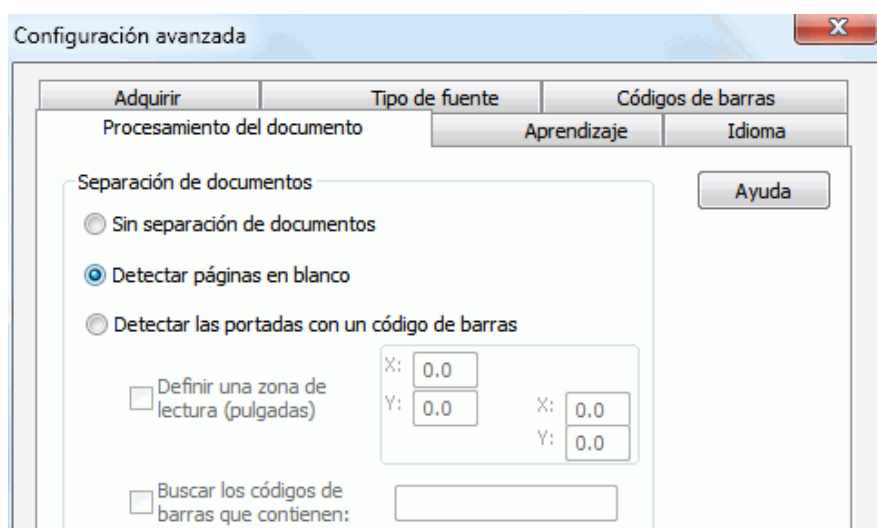 Configuración avanzada
Adquirir Tipo de fuente Códigos de barras
Procesamiento del documento Aprendizaje Idioma
Separación de documentos
Ayuda
Sin separación de documentos
Detectar páginas en blanco
Detectar las portadas con un código de barras
Definir una zona de
lectura (pulgadas)
X: 0.0
Y: 0.0
X: 0.0
Y: 0.0
Buscar los códigos de
barras que contienen: